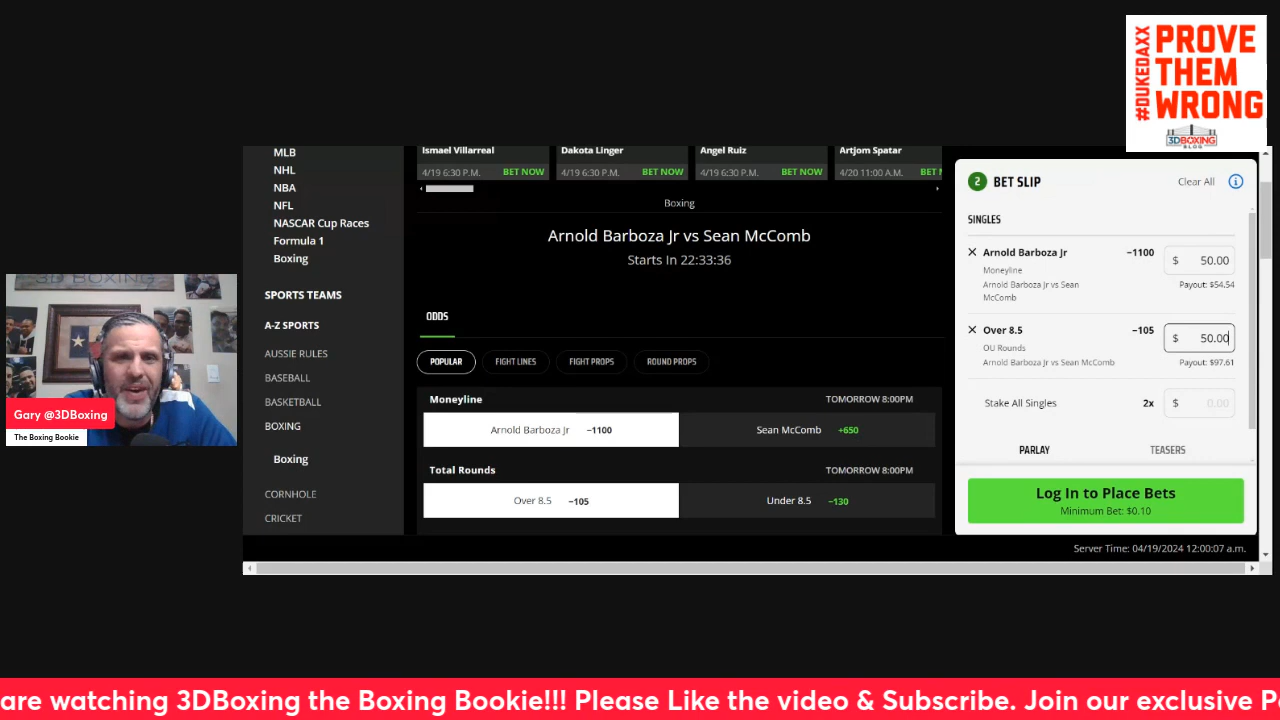 #DUKEDAXX
PROVE
THEM
WRONG
3DBOXING
BLOG
MLB
NHL
NBA
NFL
NASCAR Cup Races
Formula 1
Boxing
SPORTS TEAMS
A-Z SPORTS
AUSSIE RULES
BASEBALL
BASKETBALL
BOXING
Boxing
CORNHOLE
CRICKET
Ismael Villarreal
4/19 6:30 P.M. BET NOW
Dakota Linger
4/19 6:30 P.M. BET NOW
Angel Ruiz
4/19 6:30 P.M. BET NOW
Artjom Spatar
4/20 11:00 A.M. BET N
Boxing
Arnold Barboza Jr vs Sean McComb
Starts In 22:33:36
ODDS
POPULAR FIGHT LINES FIGHT PROPS ROUND PROPS
Moneyline TOMORROW 8:00PM
Arnold Barboza Jr −1100 Sean McComb +650
Total Rounds TOMORROW 8:00PM
Over 8.5 −105 Under 8.5 −130
2 BET SLIP Clear All i
SINGLES
Arnold Barboza Jr −1100 $ 50.00
Moneyline
Arnold Barboza Jr vs Sean Payout: $54.54
McComb
Over 8.5 −105 $ 50.00
OU Rounds
Arnold Barboza Jr vs Sean McComb Payout: $97.61
Stake All Singles 2x $ 0.00
PARLAY TEASERS
Log In to Place Bets
Minimum Bet: $0.10
Server Time: 04/19/2024 12:00:07 a.m.
3D BOXING
Gary @3DBoxing
The Boxing Bookie
are watching 3DBoxing the Boxing Bookie!!! Please Like the video & Subscribe. Join our exclusive Pa